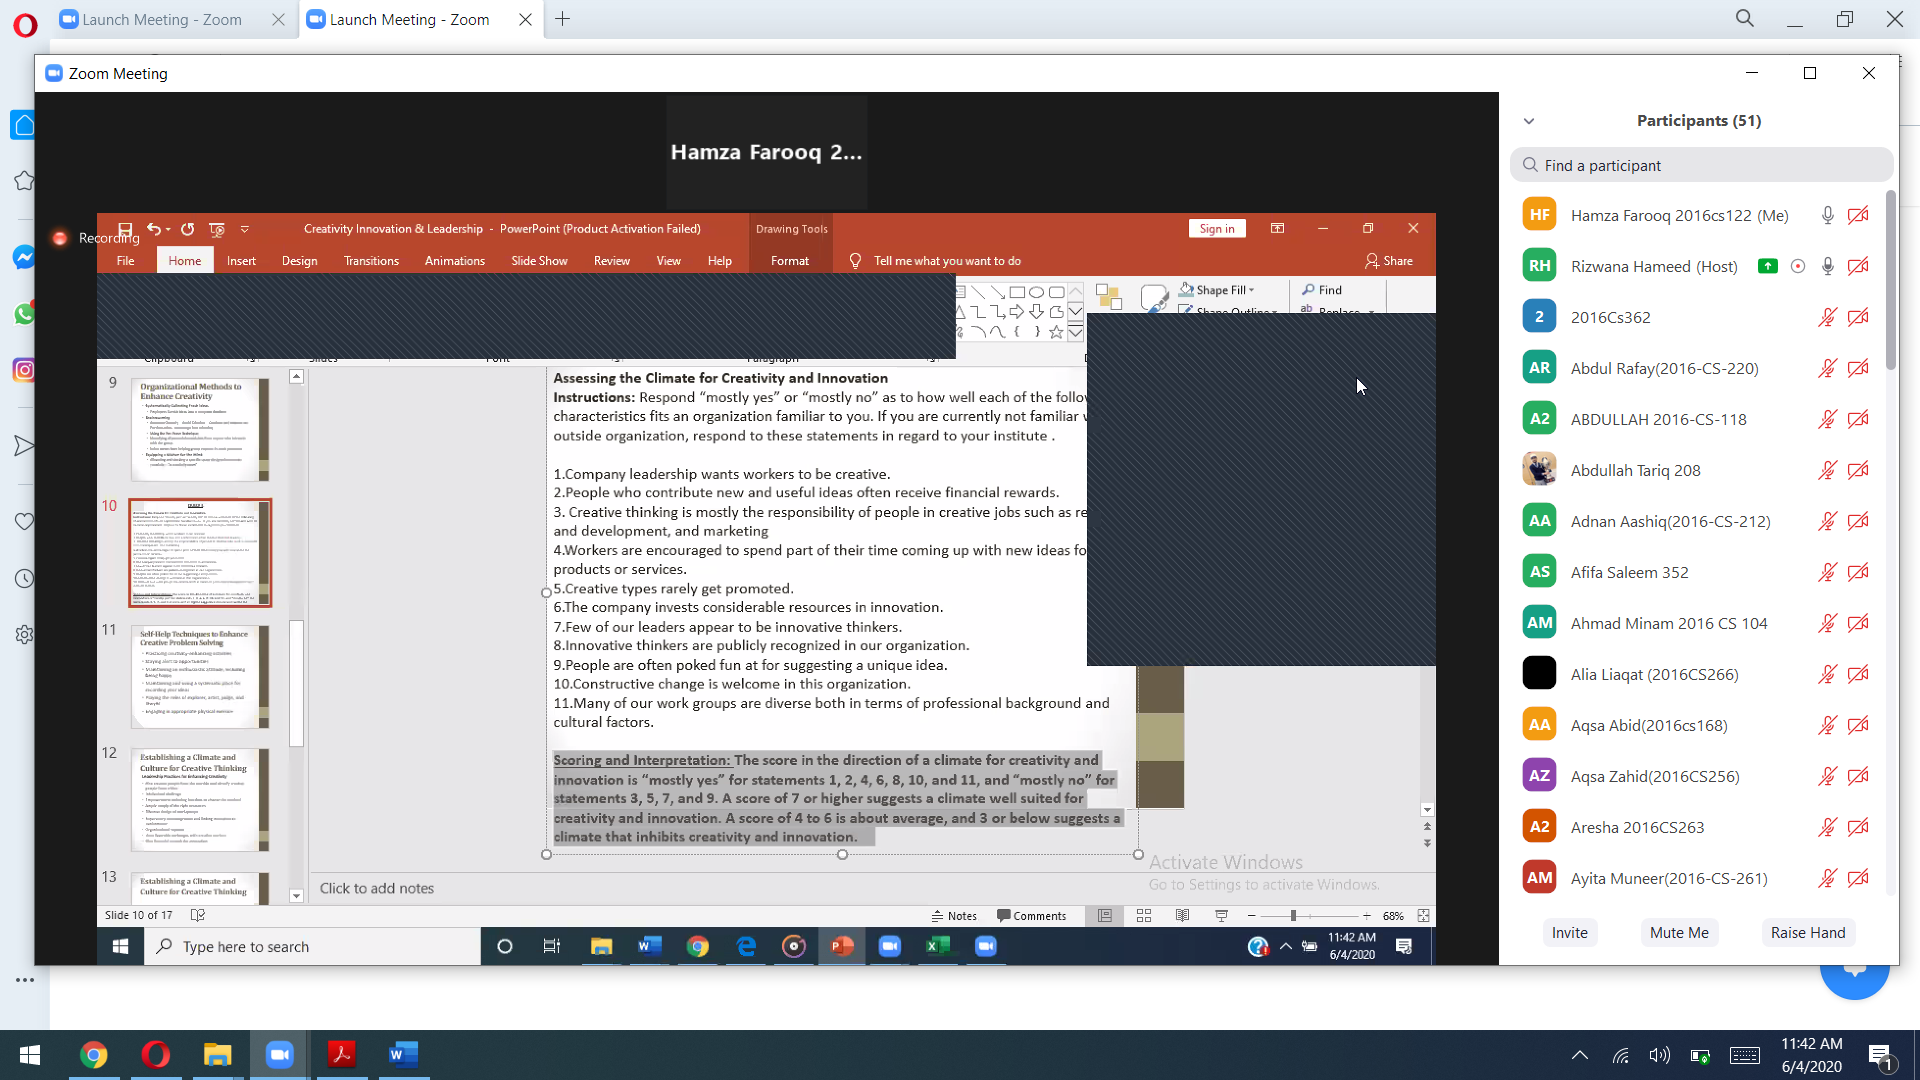 Launch Meeting - Zoom
Launch Meeting - Zoom
Zoom Meeting
Hamza Farooq 2...
Recording
Creativity Innovation & Leadership - PowerPoint (Product Activation Failed)
Drawing Tools
Sign in
File Home Insert Design Transitions Animations Slide Show Review View Help Format Tell me what you want to do Share
Shape Fill
Find
Shape Outline
Replace
Clipboard
Slides
Font
Paragraph
9
Organizational Methods to
Enhance Creativity
10
11
Self-Help Techniques to Enhance
Creative Problem Solving
12
Establishing a Climate and
Culture for Creative Thinking
13
Establishing a Climate and
Culture for Creative Thinking
Assessing the Climate for Creativity and Innovation
Instructions: Respond “mostly yes” or “mostly no” as to how well each of the
characteristics fits an organization familiar to you. If you are currently not familiar
outside organization, respond to these statements in regard to your institute .
1.Company leadership wants workers to be creative.
2.People who contribute new and useful ideas often receive financial rewards.
3. Creative thinking is mostly the responsibility of people in creative jobs such as re
and development, and marketing
4.Workers are encouraged to spend part of their time coming up with new ideas fo
products or services.
5.Creative types rarely get promoted.
6.The company invests considerable resources in innovation.
7.Few of our leaders appear to be innovative thinkers.
8.Innovative thinkers are publicly recognized in our organization.
9.People are often poked fun at for suggesting a unique idea.
10.Constructive change is welcome in this organization.
11.Many of our work groups are diverse both in terms of professional background and
cultural factors.
Scoring and Interpretation: The score in the direction of a climate for creativity and
innovation is “mostly yes” for statements 1, 2, 4, 6, 8, 10, and 11, and “mostly no” for
statements 3, 5, 7, and 9. A score of 7 or higher suggests a climate well suited for
creativity and innovation. A score of 4 to 6 is about average, and 3 or below suggests a
climate that inhibits creativity and innovation.
Activate Windows
Go to Settings to activate Windows.
Click to add notes
Slide 10 of 17
Notes
Comments
68%
Type here to search
11:42 AM
6/4/2020
Participants (51)
Find a participant
HF Hamza Farooq 2016cs122 (Me)
RH Rizwana Hameed (Host)
2 2016Cs362
AR Abdul Rafay(2016-CS-220)
A2 ABDULLAH 2016-CS-118
Abdullah Tariq 208
AA Adnan Aashiq(2016-CS-212)
AS Afifa Saleem 352
AM Ahmad Minam 2016 CS 104
Alia Liaqat (2016CS266)
AA Aqsa Abid(2016cs168)
AZ Aqsa Zahid(2016CS256)
A2 Aresha 2016CS263
AM Ayita Muneer(2016-CS-261)
Invite
Mute Me
Raise Hand
11:42 AM
6/4/2020
1